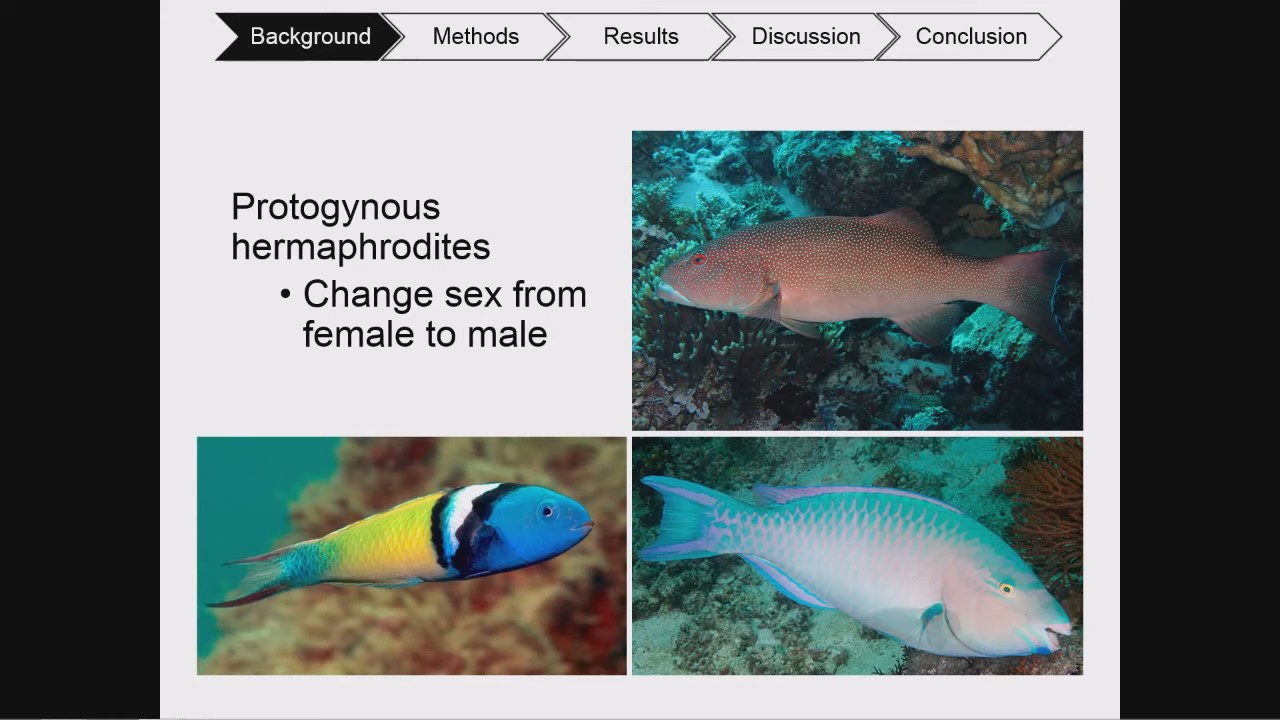 Background
Methods
Results
Discussion
Conclusion
Protogynous
hermaphrodites
• Change sex from
female to male